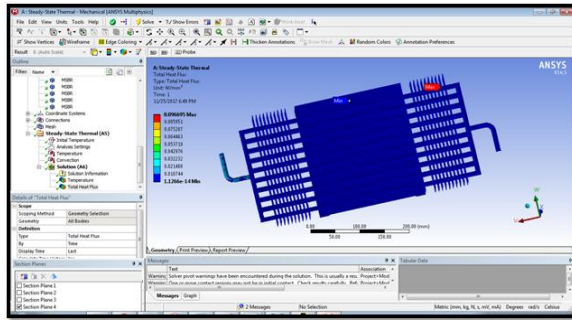 A : Steady-State Thermal - Mechanical [ANSYS Multiphysics]
File Edit View Units Tools Help Solve ?/ Show Errors
Show Vertices Wireframe Edge Coloring Thicken Annotations Random Colors Annotation Preferences
Result Probe
Outline
Filter: Name
MSBR
MSBR
MSBR
MSBR
Coordinate Systems
Connections
Mesh
Steady-State Thermal (A5)
Initial Temperature
Analysis Settings
Temperature
Convection
Solution (A6)
Solution Information
Temperature
Total Heat Flux
Details of "Total Heat Flux"
Scope
Scoping Method Geometry Selection
Geometry All Bodies
Definition
Type Total Heat Flux
By Time
Display Time Last
Section Planes
Section Plane 1
Section Plane 2
Section Plane 3
Section Plane 4
A: Steady-State Thermal
Total Heat Flux
Type: Total Heat Flux
Unit: W/mm²
Time: 1
0.096695 Max
0.085951
0.075207
0.064463
0.053719
0.042976
0.032232
0.021488
0.010744
1.1266e-14 Min
Min
Max
ANSYS
0.00 100.00 200.00 (mm)
50.00 150.00
Geometry Print Preview Report Preview
Messages
Text Association
Warning Solver pivot warnings have been encountered during the solution. This is usually a Project>Mod
Messages Graph
Tabular Data
2 Messages No Selection Metric (mm, kg, N, s, mV, mA) Degrees rad/s Celsius